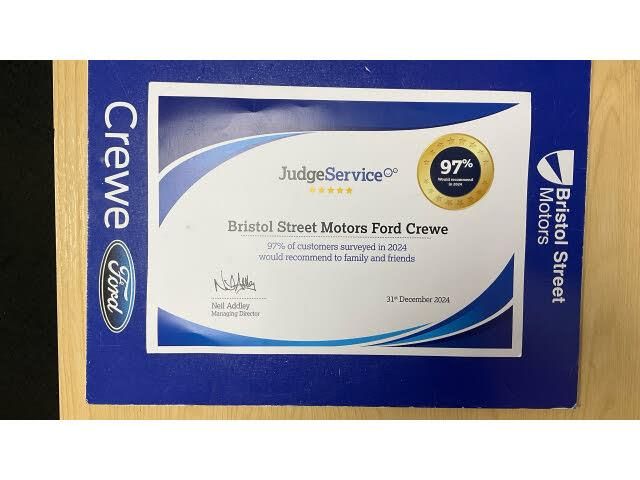 Crewe
Ford
JudgeService
97%
Would recommend
in 2024
Bristol Street Motors Ford Crewe
97% of customers surveyed in 2024
would recommend to family and friends
Neil Addley
Managing Director
31st December 2024
Bristol Street
Motors